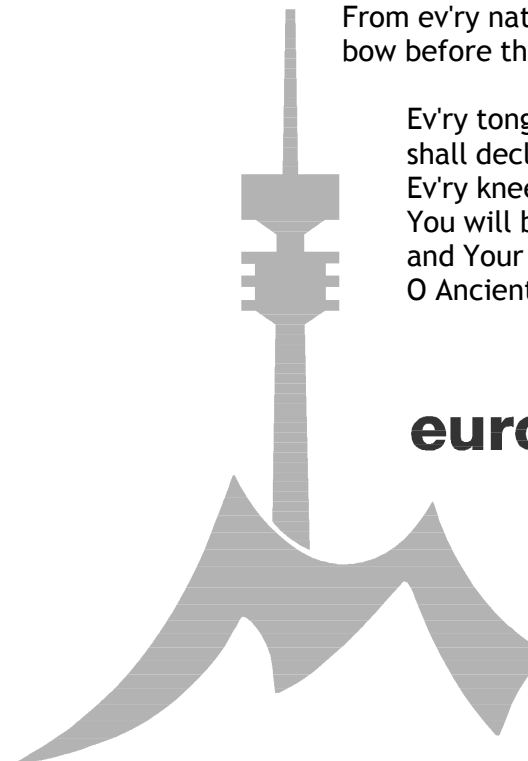 From ev'ry nat
bow before th
Ev'ry tong
shall decl
Ev'ry knee
You will b
and Your
O Ancient
euro